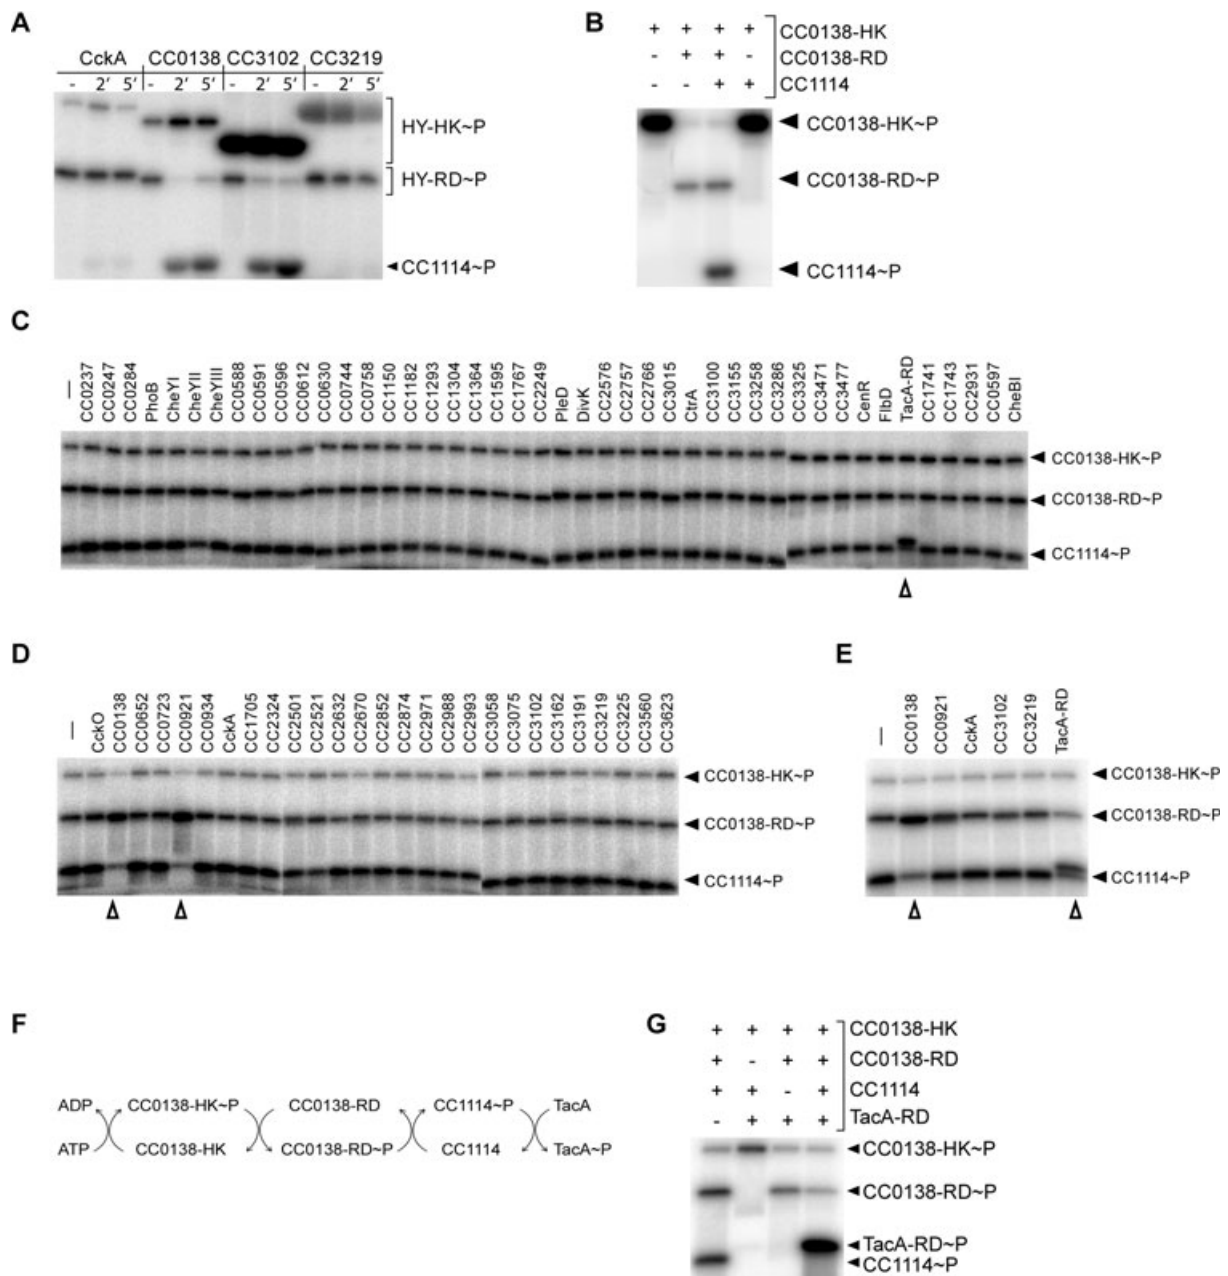 A
CckA CC0138 CC3102 CC3219
- 2′ 5′ - 2′ 5′ - 2′ 5′ - 2′ 5′
HY-HK~P
HY-RD~P
CC1114~P
B
+ + + + CC0138-HK
- + + - CC0138-RD
- - + + CC1114
CC0138-HK~P
CC0138-RD~P
CC1114~P
C
— CC0237 CC0247 CC0284 PhoB CheYI CheYII CheYIII CC0588 CC0591 CC0596 CC0612 CC0630 CC0744 CC0758 CC1150 CC1182 CC1293 CC1304 CC1364 CC1595 CC1767 CC2249 PleD DivK CC2576 CC2757 CC2766 CC3015 CtrA CC3100 CC3155 CC3258 CC3286 CC3325 CC3471 CC3477 CenR FlbD TacA-RD CC1741 CC1743 CC2931 CC0597 CheBI
CC0138-HK~P
CC0138-RD~P
CC1114~P
D
— CckO CC0138 CC0652 CC0723 CC0921 CC0934 CckA CC1705 CC2324 CC2501 CC2521 CC2632 CC2670 CC2852 CC2874 CC2971 CC2988 CC2993 CC3058 CC3075 CC3102 CC3162 CC3191 CC3219 CC3225 CC3560 CC3623
CC0138-HK~P
CC0138-RD~P
CC1114~P
E
— CC0138 CC0921 CckA CC3102 CC3219 TacA-RD
CC0138-HK~P
CC0138-RD~P
CC1114~P
F
ADP CC0138-HK~P CC0138-RD CC1114~P TacA
ATP CC0138-HK CC0138-RD~P CC1114 TacA~P
G
+ + + + CC0138-HK
+ - + + CC0138-RD
+ + - + CC1114
- + + + TacA-RD
CC0138-HK~P
CC0138-RD~P
TacA-RD~P
CC1114~P